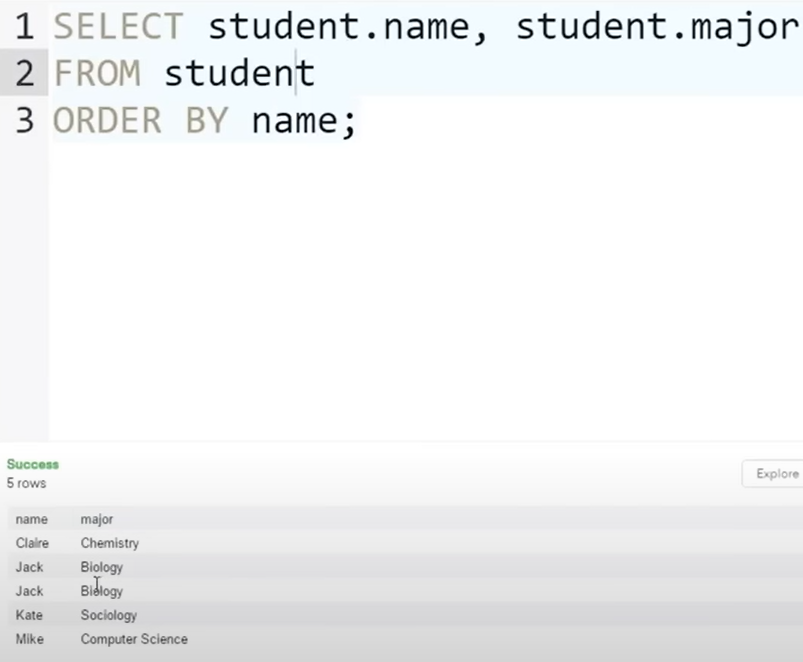 1 SELECT student.name, student.major
2 FROM student
3 ORDER BY name;
Success
5 rows
Explore
name major
Claire Chemistry
Jack Biology
Jack Biology
Kate Sociology
Mike Computer Science